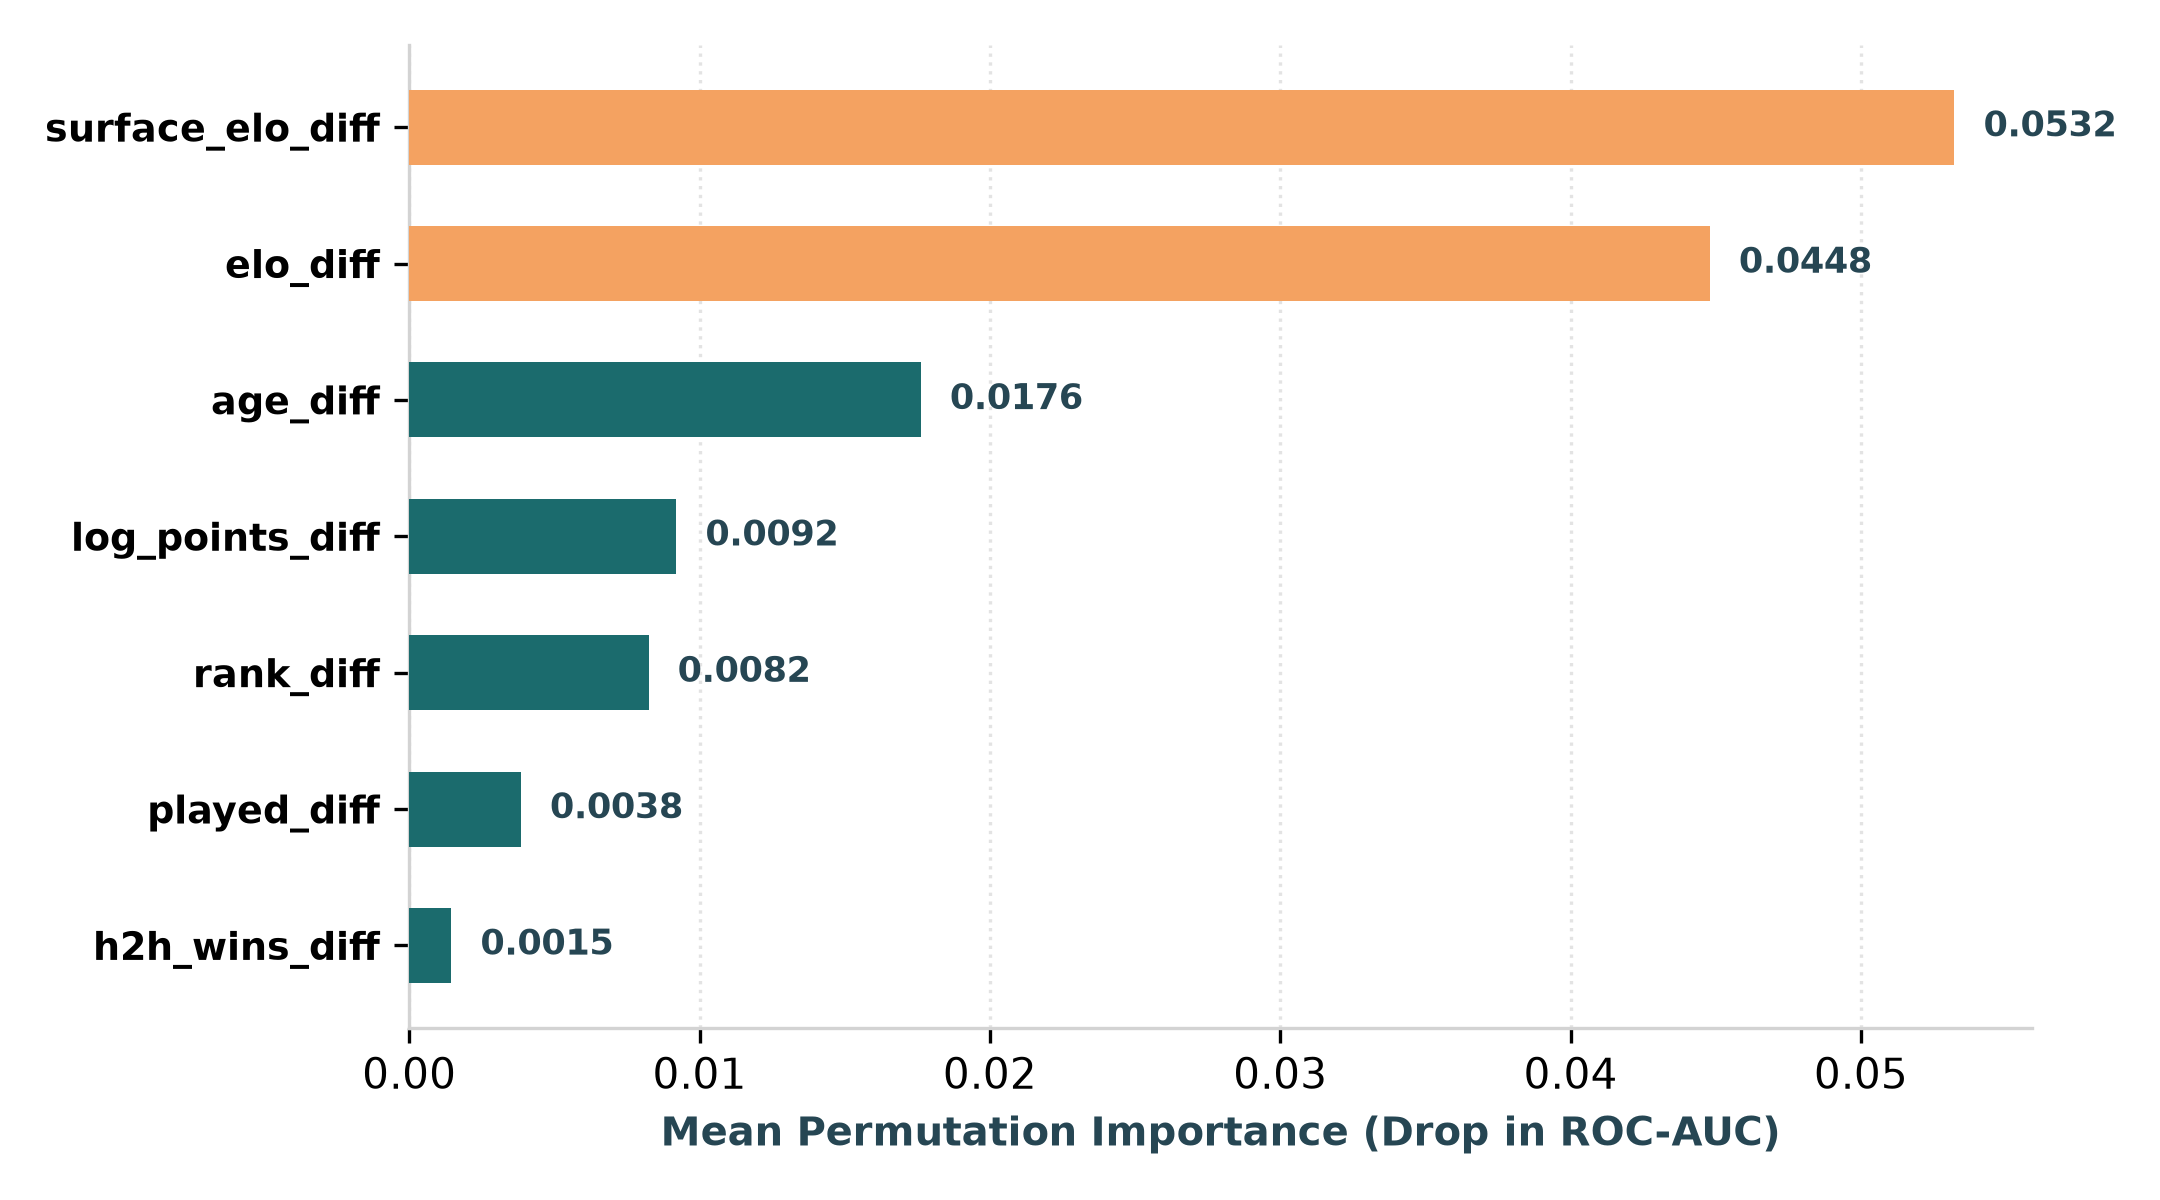 surface_elo_diff 0.0532
elo_diff 0.0448
age_diff 0.0176
log_points_diff 0.0092
rank_diff 0.0082
played_diff 0.0038
h2h_wins_diff 0.0015
0.00 0.01 0.02 0.03 0.04 0.05
Mean Permutation Importance (Drop in ROC-AUC)